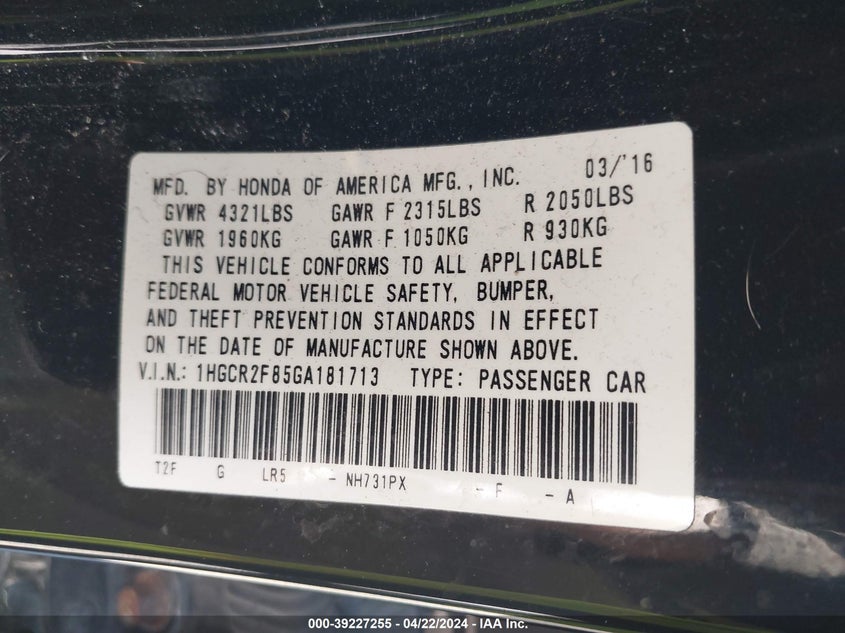 MFD. BY HONDA OF AMERICA MFG., INC. 03/'16
GVWR 4321LBS GAWR F 2315LBS R 2050LBS
GVWR 1960KG GAWR F 1050KG R 930KG
THIS VEHICLE CONFORMS TO ALL APPLICABLE
FEDERAL MOTOR VEHICLE SAFETY, BUMPER,
AND THEFT PREVENTION STANDARDS IN EFFECT
ON THE DATE OF MANUFACTURE SHOWN ABOVE.
V.I.N.: 1HGCR2F85GA181713 TYPE: PASSENGER CAR
T2F G LR5 - NH731PX - F - A
000-39227255 - 04/22/2024 - IAA Inc.